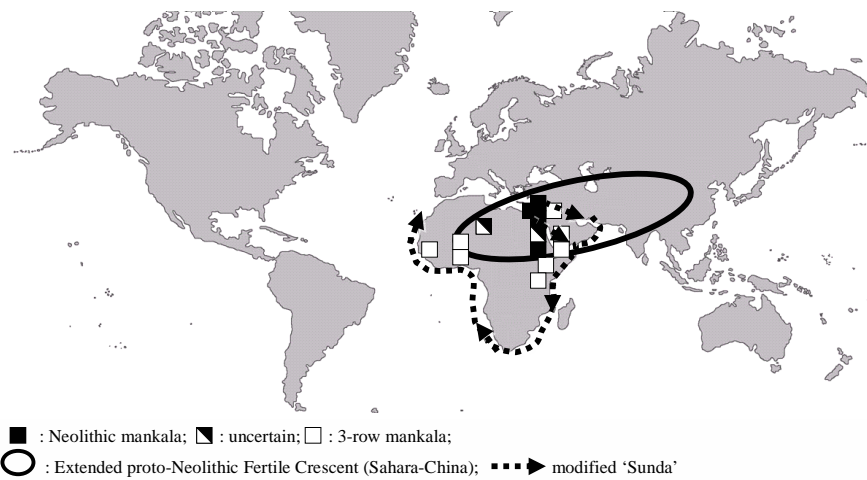 : Neolithic mankala; : uncertain; : 3-row mankala;
: Extended proto-Neolithic Fertile Crescent (Sahara-China); modified ‘Sunda’